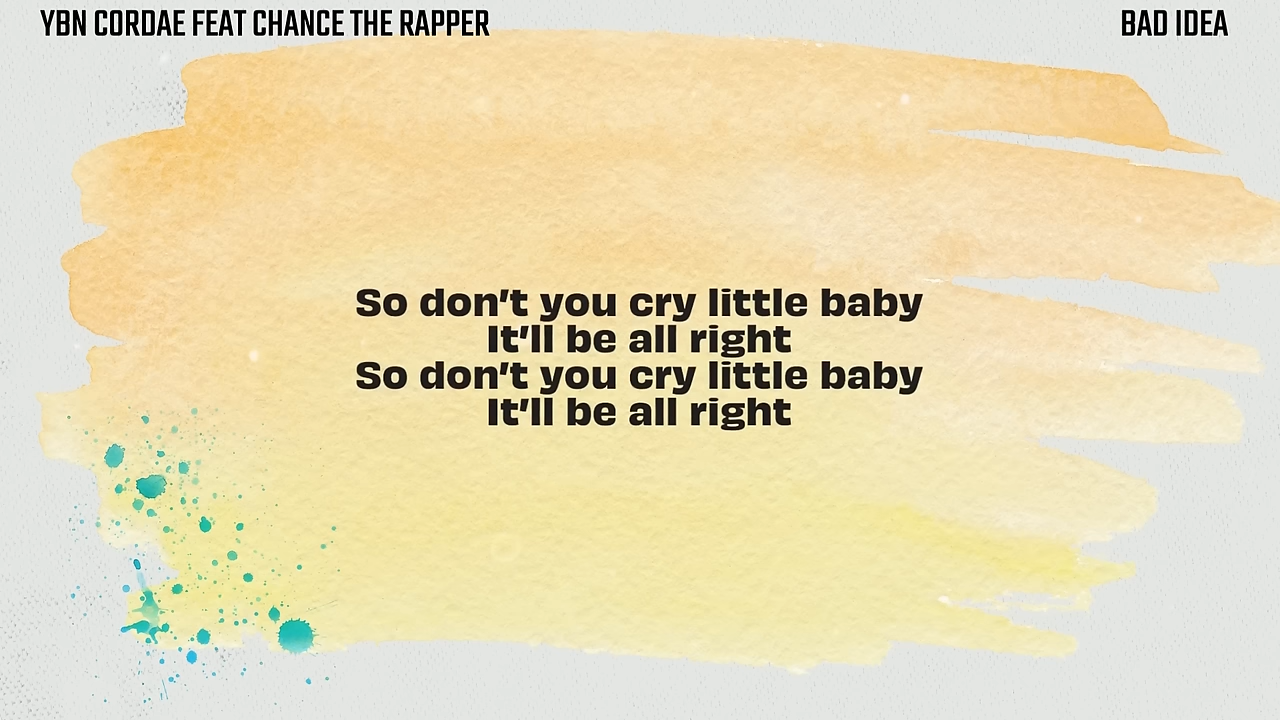 YBN CORDAE FEAT CHANCE THE RAPPER
BAD IDEA
So don't you cry little baby
It'll be all right
So don't you cry little baby
It'll be all right